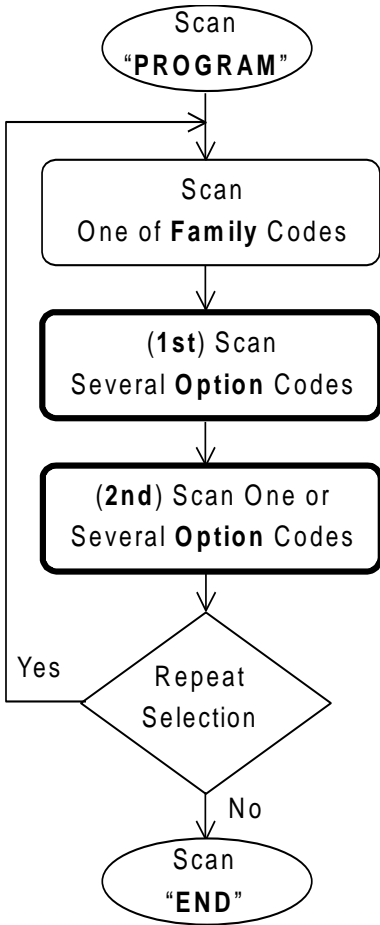 Scan
“PROGRAM”
Scan
One of Family Codes
(1st) Scan
Several Option Codes
(2nd) Scan One or
Several Option Codes
Yes
Repeat
Selection
No
Scan
“END”